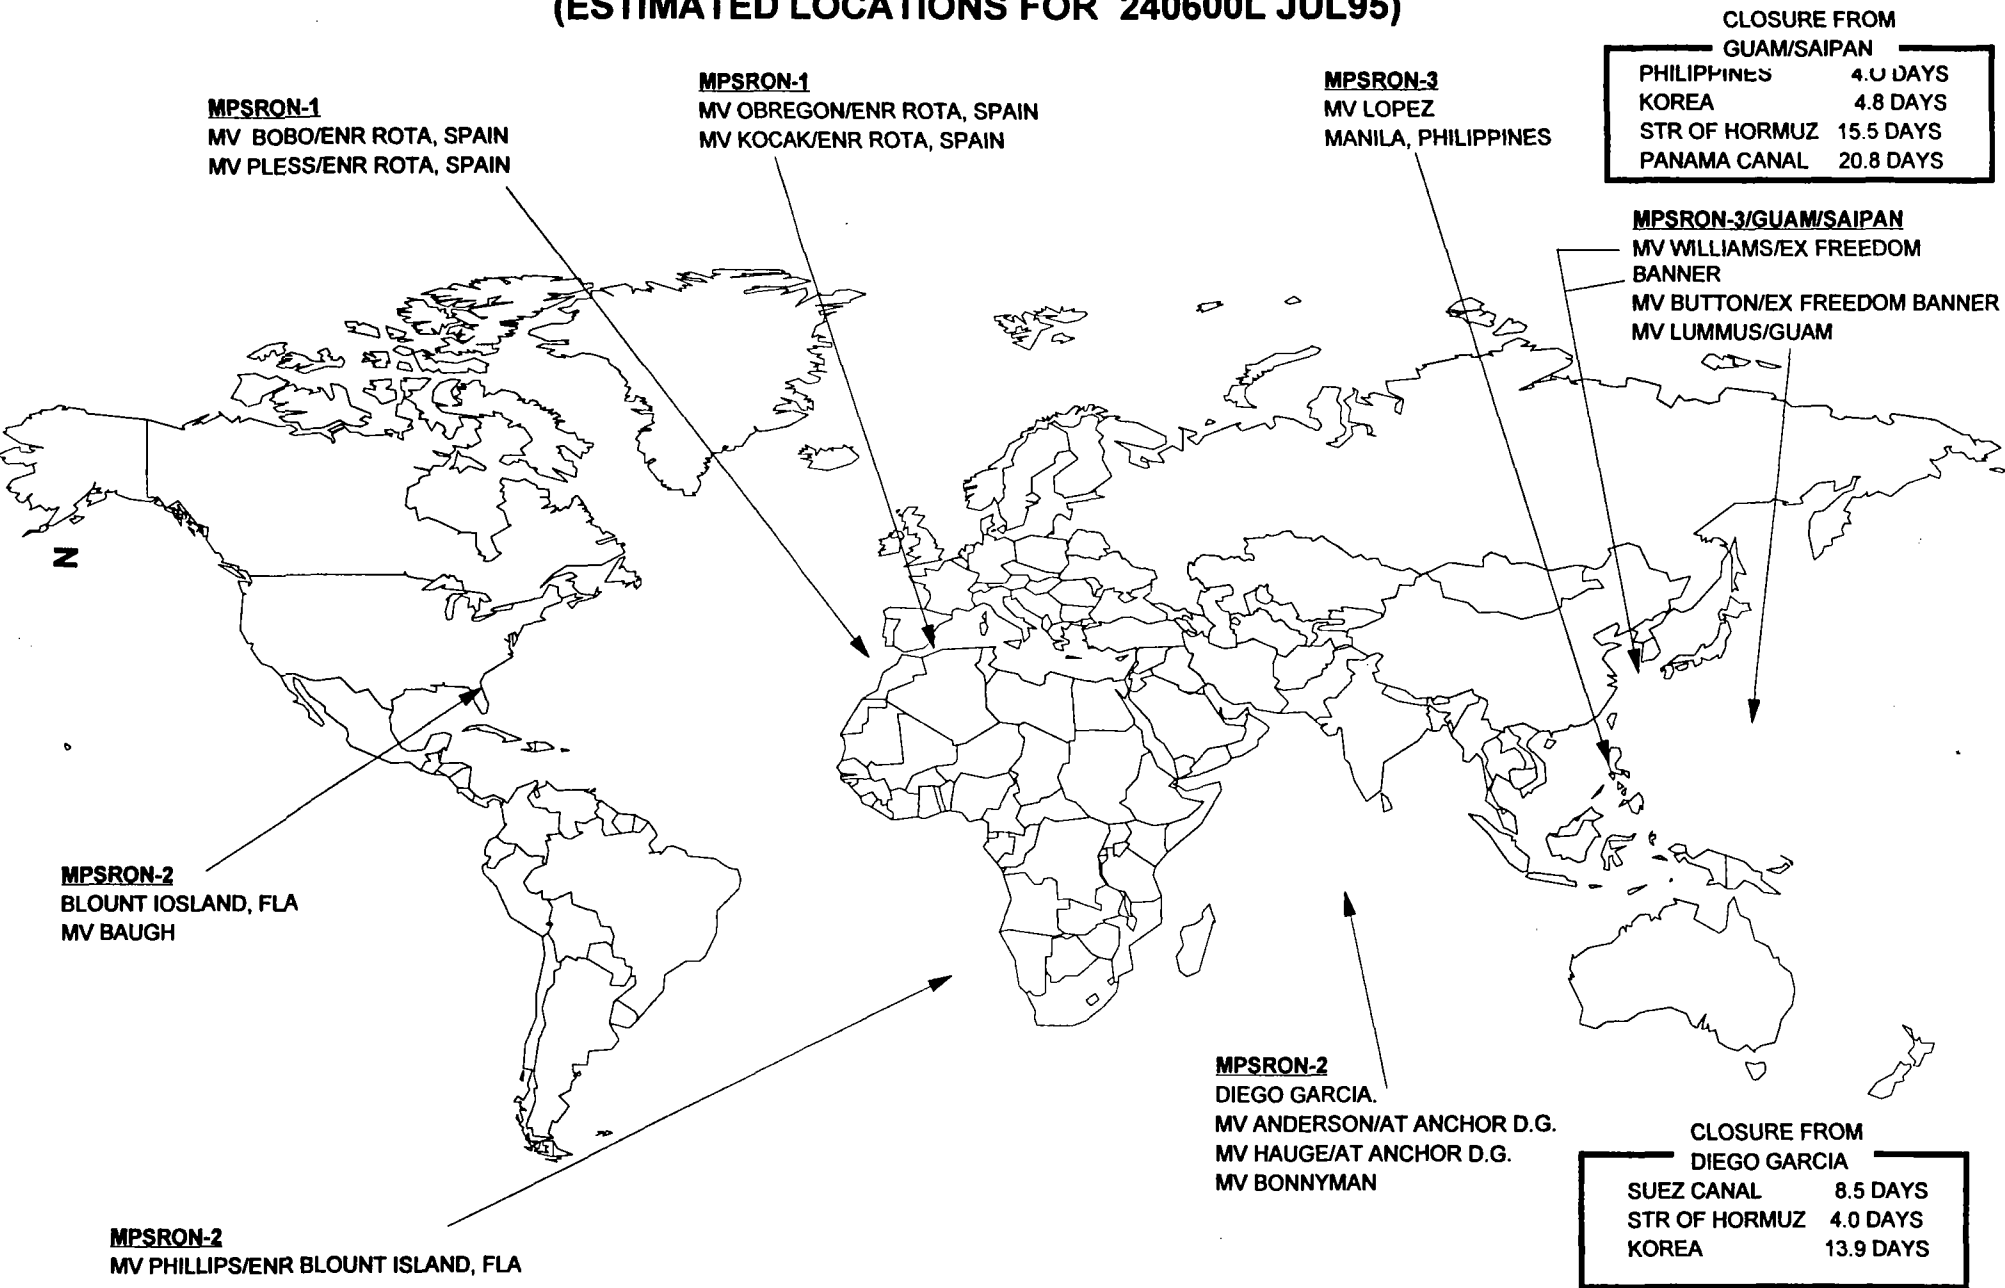 (ESTIMATED LOCATIONS FOR 240600L JUL95)
CLOSURE FROM
GUAM/SAIPAN
PHILIPPINES 4.0 DAYS
KOREA 4.8 DAYS
STR OF HORMUZ 15.5 DAYS
PANAMA CANAL 20.8 DAYS
MPSRON-1
MV BOBO/ENR ROTA, SPAIN
MV PLESS/ENR ROTA, SPAIN
MPSRON-1
MV OBREGON/ENR ROTA, SPAIN
MV KOCAK/ENR ROTA, SPAIN
MPSRON-3
MV LOPEZ
MANILA, PHILIPPINES
MPSRON-3/GUAM/SAIPAN
MV WILLIAMS/EX FREEDOM
BANNER
MV BUTTON/EX FREEDOM BANNER
MV LUMMUS/GUAM
N
MPSRON-2
BLOUNT IOSLAND, FLA
MV BAUGH
MPSRON-2
DIEGO GARCIA.
MV ANDERSON/AT ANCHOR D.G.
MV HAUGE/AT ANCHOR D.G.
MV BONNYMAN
CLOSURE FROM
DIEGO GARCIA
SUEZ CANAL 8.5 DAYS
STR OF HORMUZ 4.0 DAYS
KOREA 13.9 DAYS
MPSRON-2
MV PHILLIPS/ENR BLOUNT ISLAND, FLA